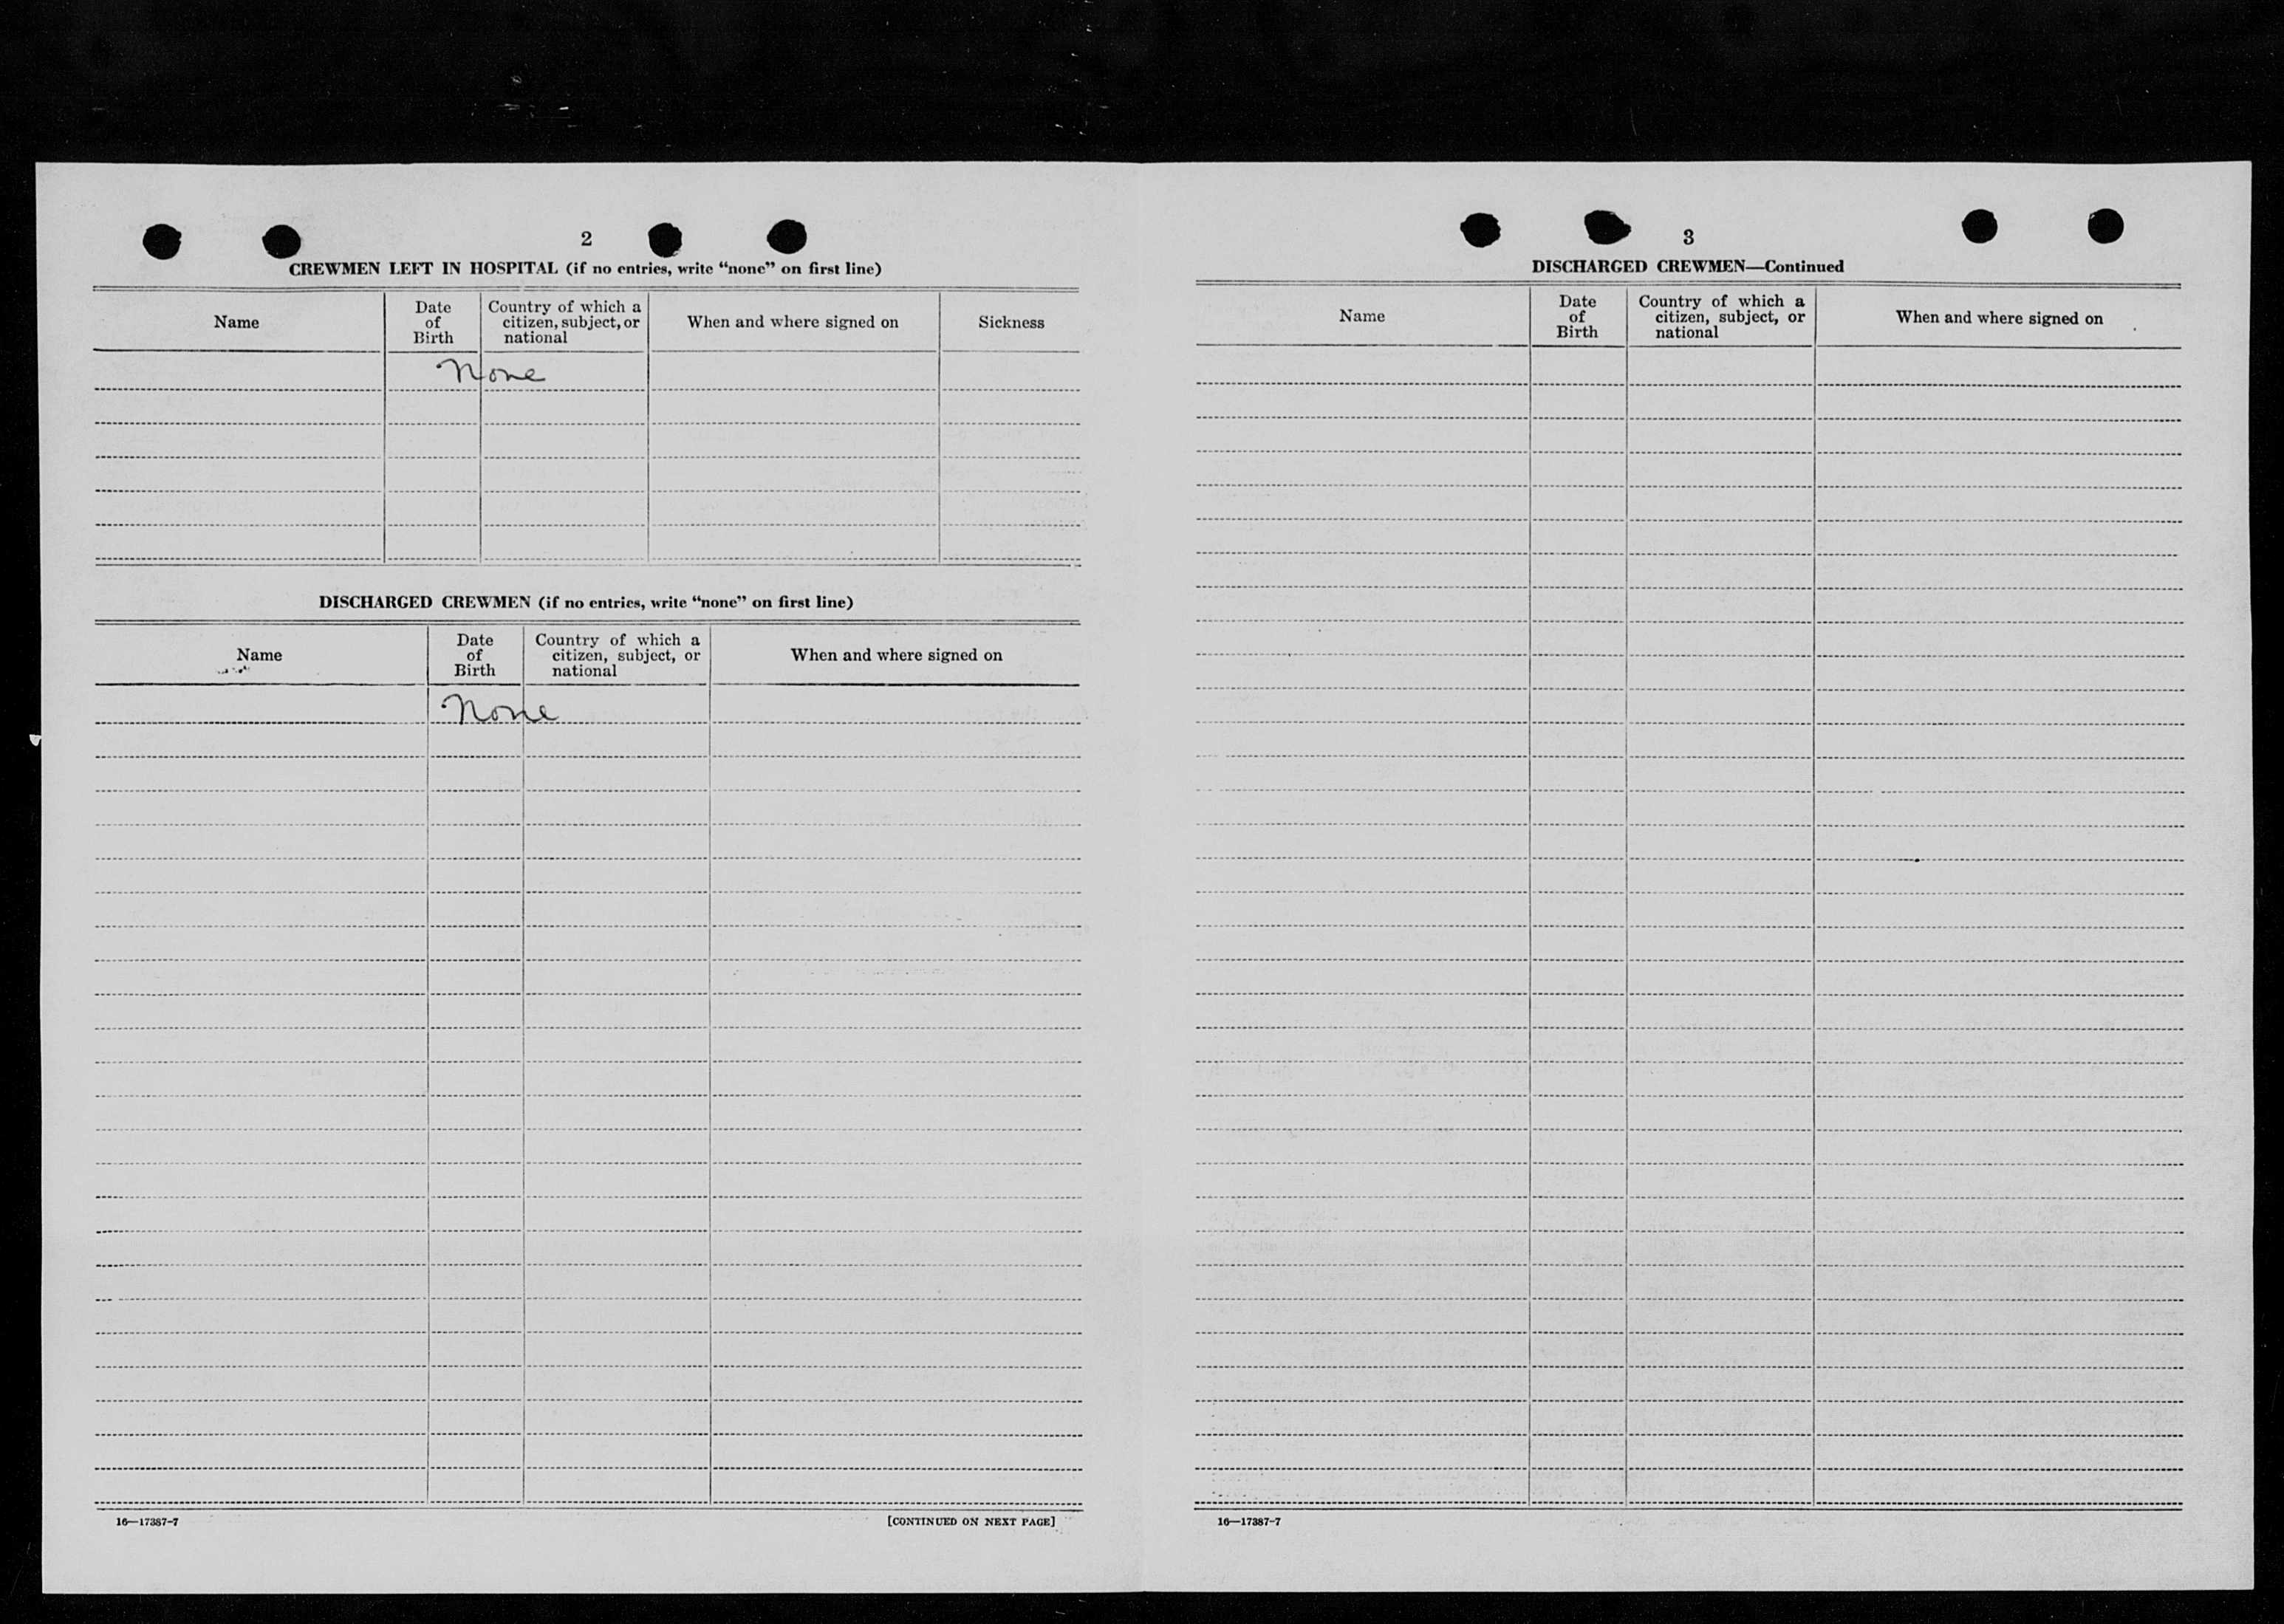 2
CREWMEN LEFT IN HOSPITAL (if no entries, write “none” on first line)
Name
Date of Birth
Country of which a citizen, subject, or national
When and where signed on
Sickness
None
DISCHARGED CREWMEN (if no entries, write “none” on first line)
Name
Date of Birth
Country of which a citizen, subject, or national
When and where signed on
None
16—17387-7
[CONTINUED ON NEXT PAGE]
3
DISCHARGED CREWMEN—Continued
Name
Date of Birth
Country of which a citizen, subject, or national
When and where signed on
16—17387-7